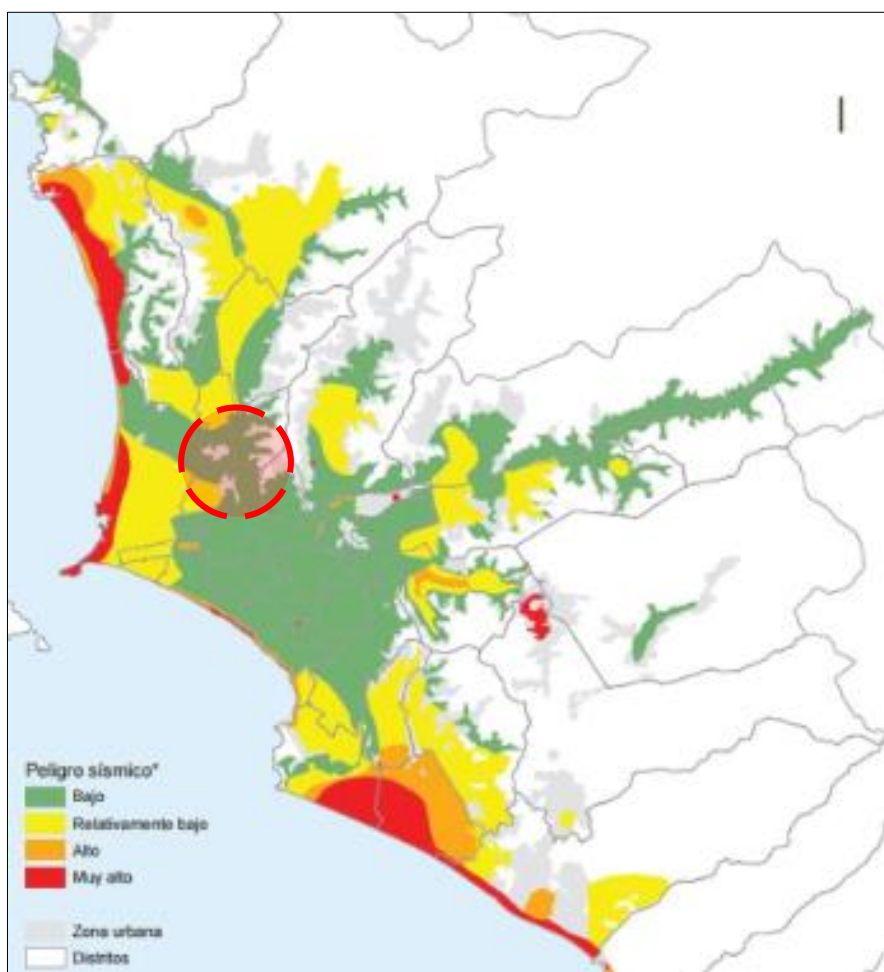 Peligro sísmico*
Bajo
Relativamente bajo
Alto
Muy alto
Zona urbana
Distritos